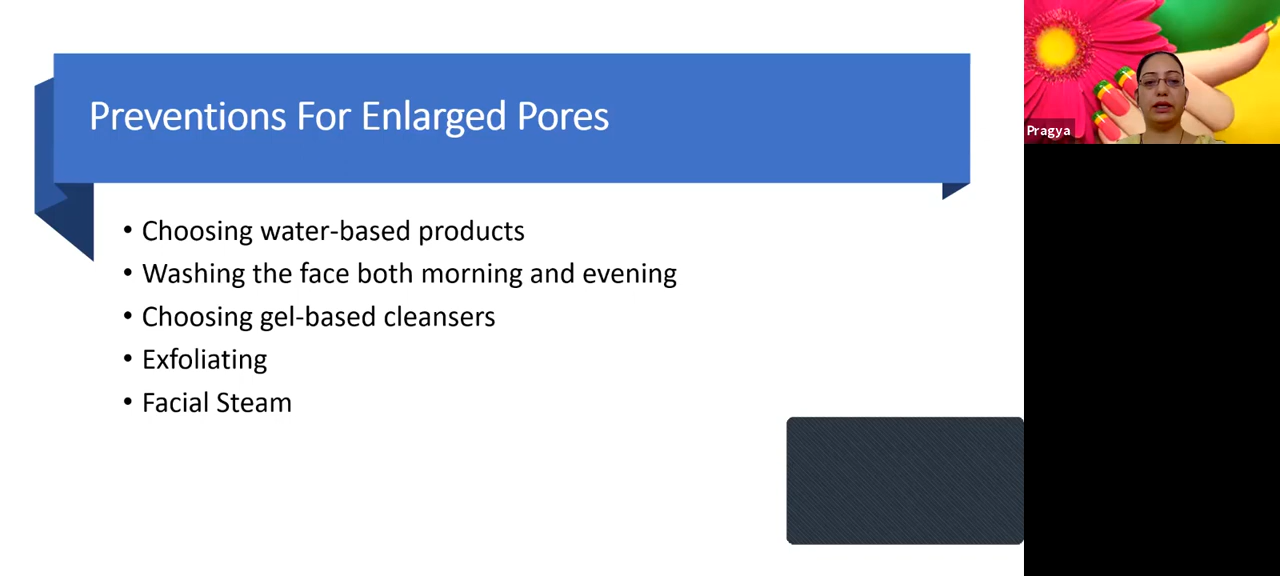 Preventions For Enlarged Pores
• Choosing water-based products
• Washing the face both morning and evening
• Choosing gel-based cleansers
• Exfoliating
• Facial Steam
Pragya